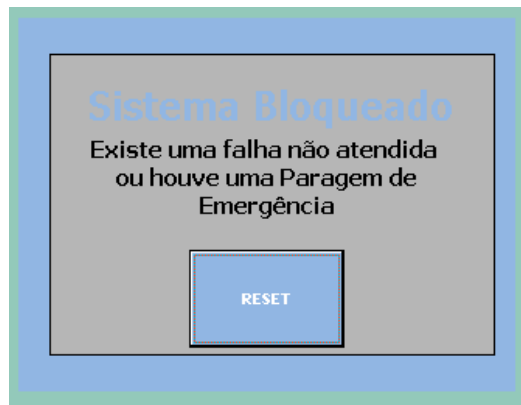 Sistema Bloqueado
Existe uma falha não atendida
ou houve uma Paragem de
Emergência
RESET